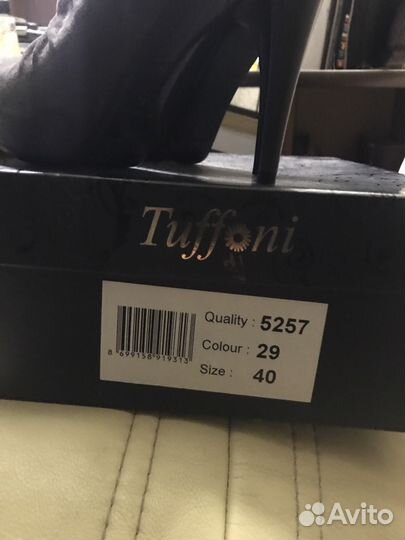 Tuffoni
Quality : 5257
Colour : 29
Size : 40
8 699158 919313
Avito